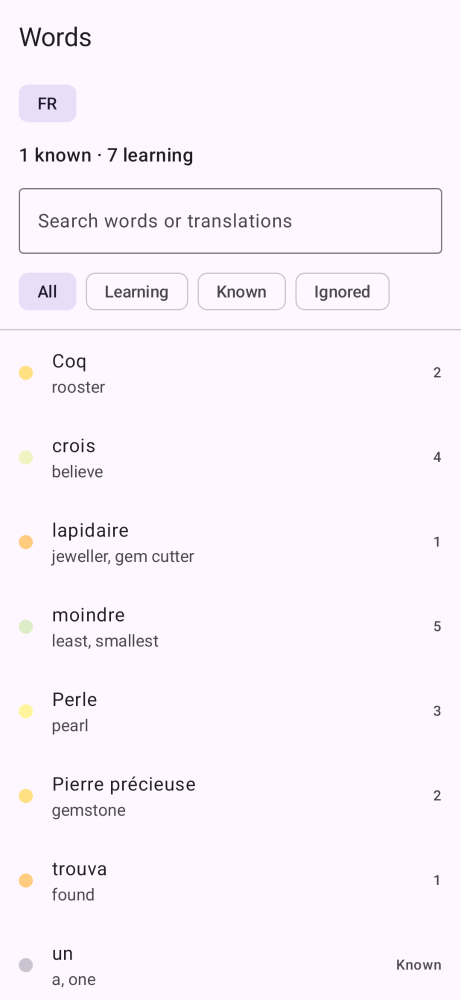 Words
FR
1 known · 7 learning
Search words or translations
All Learning Known Ignored
Coq
rooster
2
crois
believe
4
lapidaire
jeweller, gem cutter
1
moindre
least, smallest
5
Perle
pearl
3
Pierre précieuse
gemstone
2
trouva
found
1
un
a, one
Known